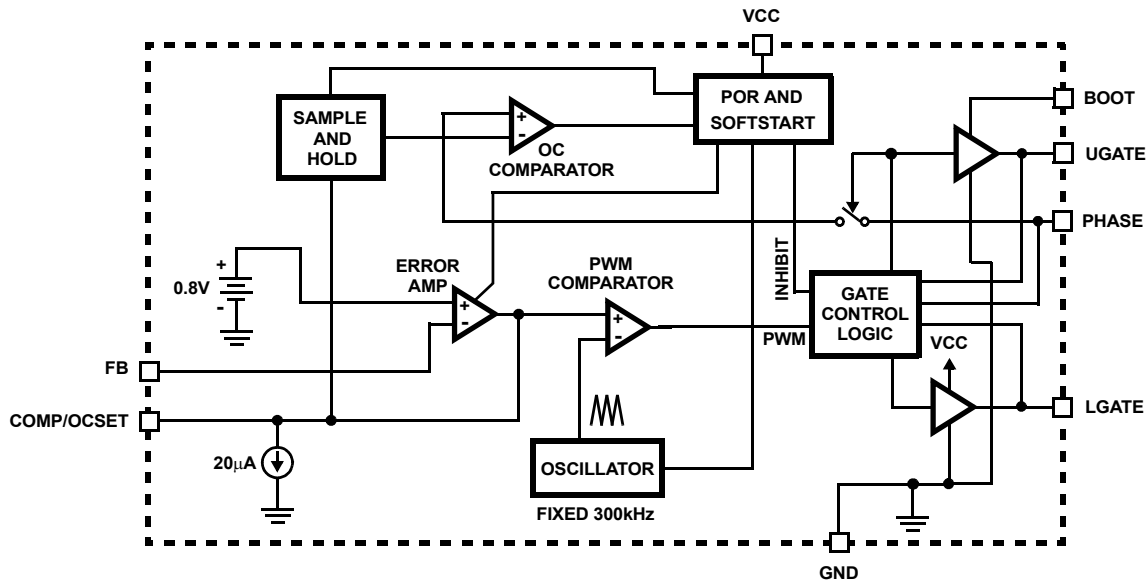 VCC
SAMPLE
AND
HOLD
+
-
OC
COMPARATOR
POR AND
SOFTSTART
BOOT
UGATE
PHASE
+
0.8V
-
ERROR
AMP
+
-
PWM
COMPARATOR
+
-
INHIBIT
GATE
CONTROL
LOGIC
PWM
VCC
FB
COMP/OCSET
LGATE
20μA
OSCILLATOR
FIXED 300kHz
GND